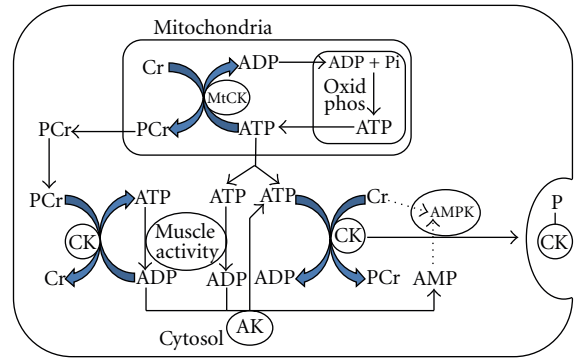 Mitochondria
Cr
ADP
ADP + Pi
MtCK
Oxid
phos
PCr
PCr
ATP
ATP
PCr
ATP
ATP
ATP
Cr
AMPK
P
CK
Muscle
activity
CK
CK
Cr
ADP
ADP
ADP
PCr
AMP
Cytosol
AK